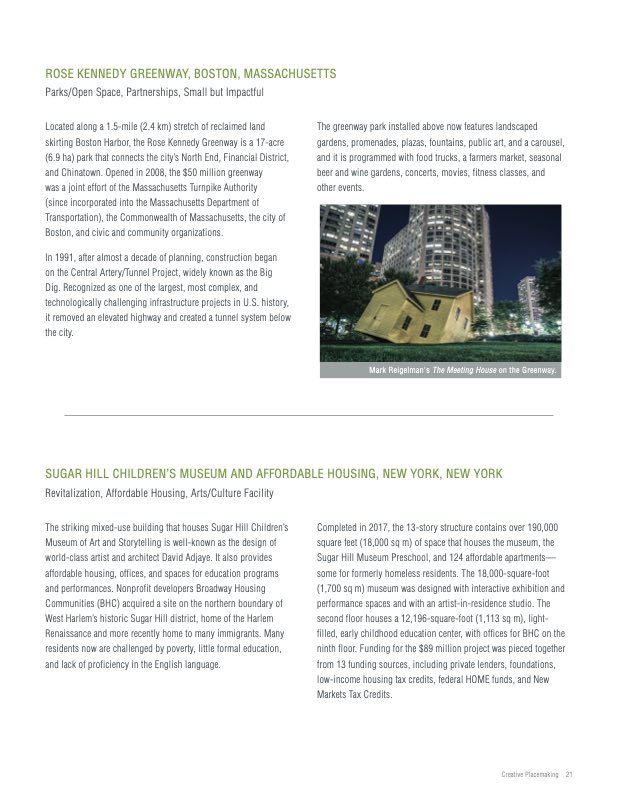 ROSE KENNEDY GREENWAY, BOSTON, MASSACHUSETTS
Parks/Open Space, Partnerships, Small but Impactful
Located along a 1.5-mile (2.4 km) stretch of reclaimed land
skirting Boston Harbor, the Rose Kennedy Greenway is a 17-acre
(6.9 ha) park that connects the city's North End, Financial District,
and Chinatown. Opened in 2008, the $50 million greenway
was a joint effort of the Massachusetts Turnpike Authority
(since incorporated into the Massachusetts Department of
Transportation), the Commonwealth of Massachusetts, the city of
Boston, and civic and community organizations.
In 1991, after almost a decade of planning, construction began
on the Central Artery/Tunnel Project, widely known as the Big
Dig. Recognized as one of the largest, most complex, and
technologically challenging infrastructure projects in U.S. history,
it removed an elevated highway and created a tunnel system below
the city.
The greenway park installed above now features landscaped
gardens, promenades, plazas, fountains, public art, and a carousel,
and it is programmed with food trucks, a farmers market, seasonal
beer and wine gardens, concerts, movies, fitness classes, and
other events.
Mark Reigelman's The Meeting House on the Greenway.
SUGAR HILL CHILDREN'S MUSEUM AND AFFORDABLE HOUSING, NEW YORK, NEW YORK
Revitalization, Affordable Housing, Arts/Culture Facility
The striking mixed-use building that houses Sugar Hill Children's
Museum of Art and Storytelling is well-known as the design of
world-class artist and architect David Adjaye. It also provides
affordable housing, offices, and spaces for education programs
and performances. Nonprofit developers Broadway Housing
Communities (BHC) acquired a site on the northern boundary of
West Harlem's historic Sugar Hill district, home of the Harlem
Renaissance and more recently home to many immigrants. Many
residents now are challenged by poverty, little formal education,
and lack of proficiency in the English language.
Completed in 2017, the 13-story structure contains over 190,000
square feet (18,000 sq m) of space that houses the museum, the
Sugar Hill Museum Preschool, and 124 affordable apartments—
some for formerly homeless residents. The 18,000-square-foot
(1,700 sq m) museum was designed with interactive exhibition and
performance spaces and with an artist-in-residence studio. The
second floor houses a 12,196-square-foot (1,113 sq m), light-
filled, early childhood education center, with offices for BHC on the
ninth floor. Funding for the $89 million project was pieced together
from 13 funding sources, including private lenders, foundations,
low-income housing tax credits, federal HOME funds, and New
Markets Tax Credits.
Creative Placemaking 21